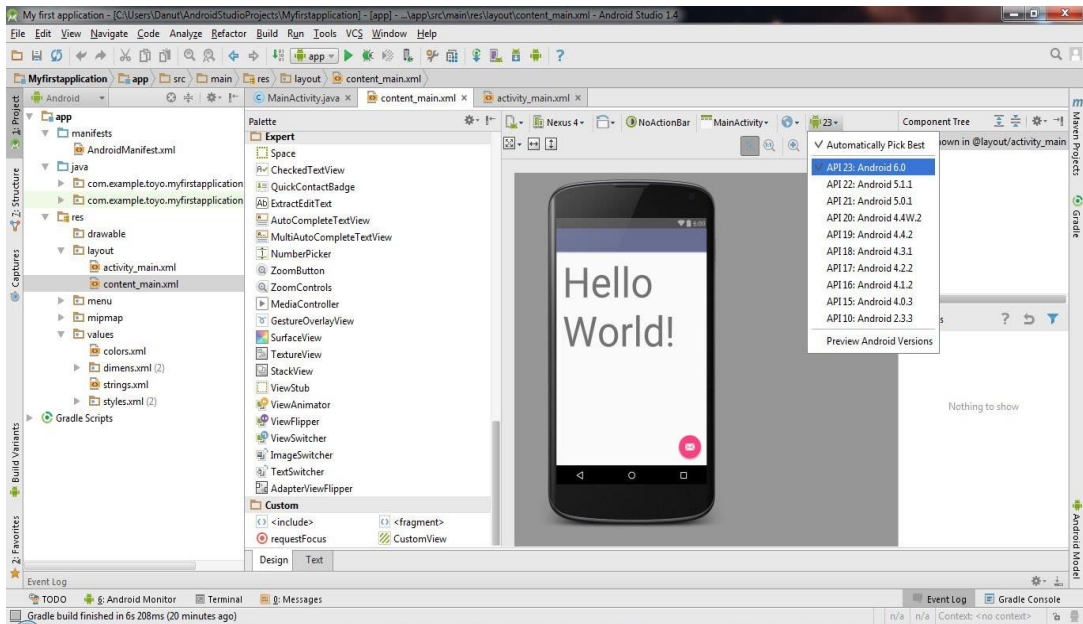 My first application - [C:\Users\Danut\AndroidStudioProjects\Myfirstapplication] - [app] - ...\app\src\main\res\layout\content_main.xml - Android Studio 1.4
File Edit View Navigate Code Analyze Refactor Build Run Tools VCS Window Help
app
Myfirstapplication app src main res layout content_main.xml
1: Project
7: Structure
Captures
Build Variants
2: Favorites
Android
app
manifests
AndroidManifest.xml
java
com.example.toyo.myfirstapplication
com.example.toyo.myfirstapplication
res
drawable
layout
activity_main.xml
content_main.xml
menu
mipmap
values
colors.xml
dimens.xml (2)
strings.xml
styles.xml (2)
Gradle Scripts
MainActivity.java content_main.xml activity_main.xml
Palette
Expert
Space
CheckedTextView
QuickContactBadge
ExtractEditText
AutoCompleteTextView
MultiAutoCompleteTextView
NumberPicker
ZoomButton
ZoomControls
MediaController
GestureOverlayView
SurfaceView
TextureView
StackView
ViewStub
ViewAnimator
ViewFlipper
ViewSwitcher
ImageSwitcher
TextSwitcher
AdapterViewFlipper
Custom
<include> <fragment>
requestFocus CustomView
Design Text
Nexus 4 NoActionBar MainActivity 23
6:00
Hello
World!
Automatically Pick Best
API 23: Android 6.0
API 22: Android 5.1.1
API 21: Android 5.0.1
API 20: Android 4.4W.2
API 19: Android 4.4.2
API 18: Android 4.3.1
API 17: Android 4.2.2
API 16: Android 4.1.2
API 15: Android 4.0.3
API 10: Android 2.3.3
Preview Android Versions
Component Tree
own in @layout/activity_main
s
Nothing to show
m Maven Projects
Gradle
Android Model
Event Log
TODO 6: Android Monitor Terminal 0: Messages Event Log Gradle Console
Gradle build finished in 6s 208ms (20 minutes ago) n/a n/a Context: <no context>